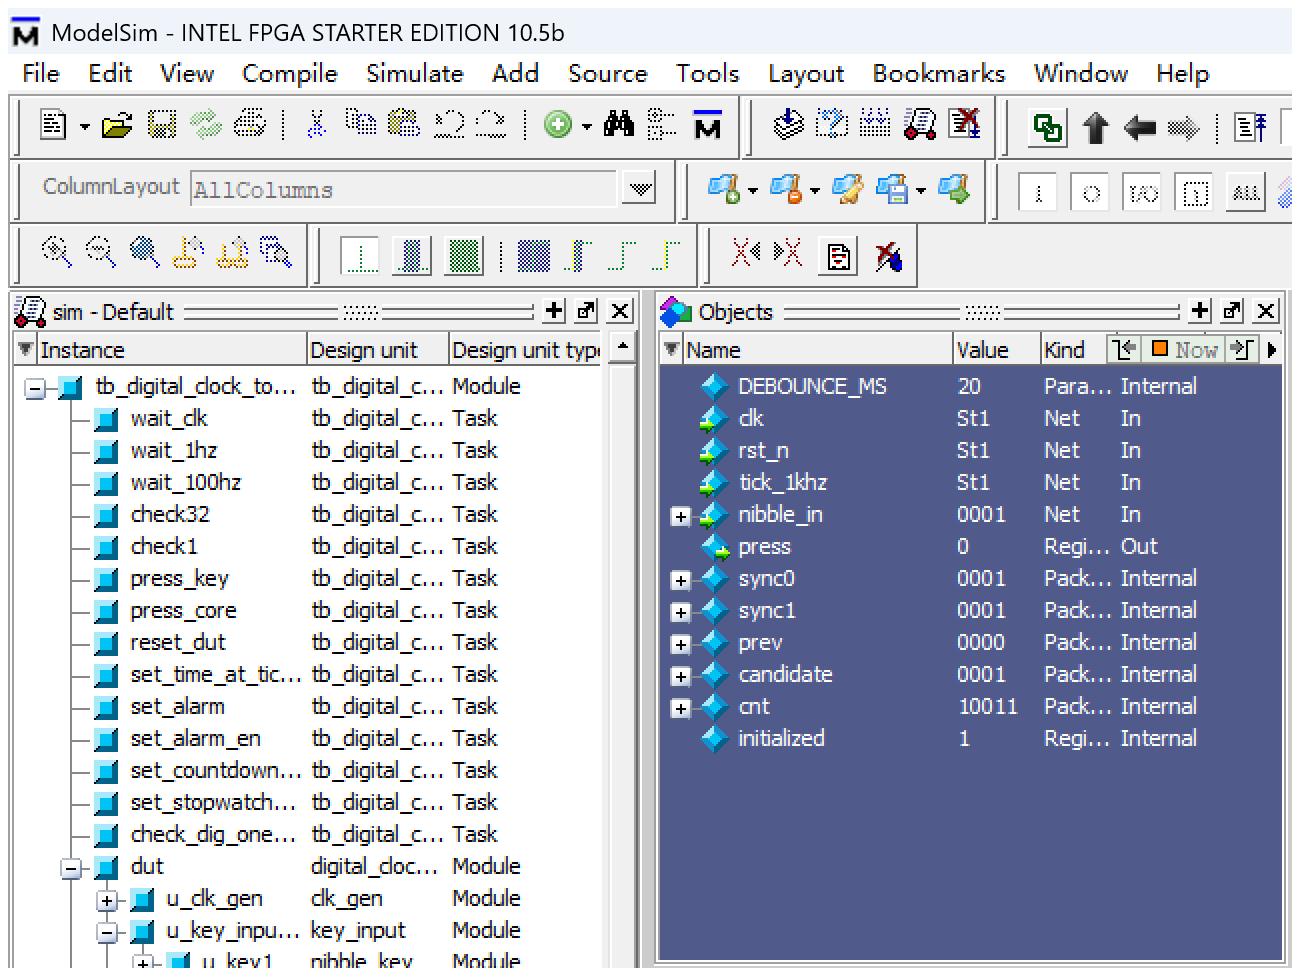 ModelSim - INTEL FPGA STARTER EDITION 10.5b
File Edit View Compile Simulate Add Source Tools Layout Bookmarks Window Help
ColumnLayout AllColumns
I O I/O ALL
sim - Default
Instance Design unit Design unit type
tb_digital_clock_to... tb_digital_c... Module
wait_clk tb_digital_c... Task
wait_1hz tb_digital_c... Task
wait_100hz tb_digital_c... Task
check32 tb_digital_c... Task
check1 tb_digital_c... Task
press_key tb_digital_c... Task
press_core tb_digital_c... Task
reset_dut tb_digital_c... Task
set_time_at_tic... tb_digital_c... Task
set_alarm tb_digital_c... Task
set_alarm_en tb_digital_c... Task
set_countdown... tb_digital_c... Task
set_stopwatch... tb_digital_c... Task
check_dig_one... tb_digital_c... Task
dut digital_cloc... Module
u_clk_gen clk_gen Module
u_key_inpu... key_input Module
u_key1 nibble_key Module
Objects
Name Value Kind Now
DEBOUNCE_MS 20 Para... Internal
clk St1 Net In
rst_n St1 Net In
tick_1khz St1 Net In
nibble_in 0001 Net In
press 0 Regi... Out
sync0 0001 Pack... Internal
sync1 0001 Pack... Internal
prev 0000 Pack... Internal
candidate 0001 Pack... Internal
cnt 10011 Pack... Internal
initialized 1 Regi... Internal